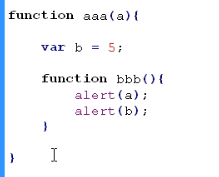 function aaa(a){
var b = 5;
function bbb(){
alert(a);
alert(b);
}
}